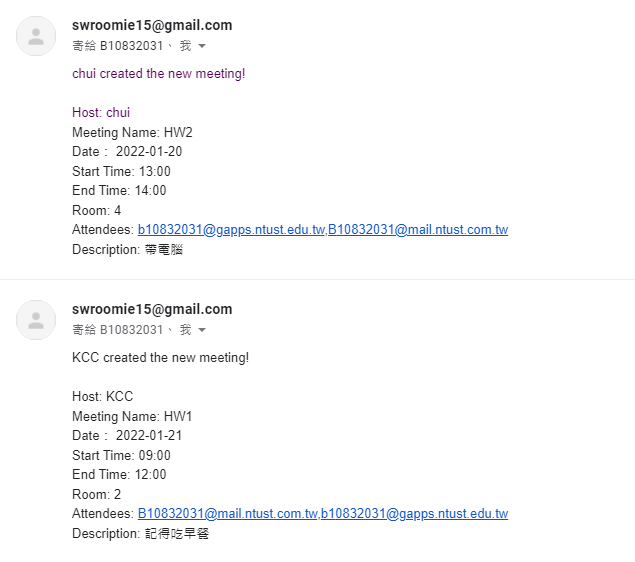 swroomie15@gmail.com
寄給 B10832031、 我
chui created the new meeting!
Host: chui
Meeting Name: HW2
Date： 2022-01-20
Start Time: 13:00
End Time: 14:00
Room: 4
Attendees: b10832031@gapps.ntust.edu.tw,B10832031@mail.ntust.com.tw
Description: 帶電腦
swroomie15@gmail.com
寄給 B10832031、 我
KCC created the new meeting!
Host: KCC
Meeting Name: HW1
Date： 2022-01-21
Start Time: 09:00
End Time: 12:00
Room: 2
Attendees: B10832031@mail.ntust.com.tw,b10832031@gapps.ntust.edu.tw
Description: 記得吃早餐